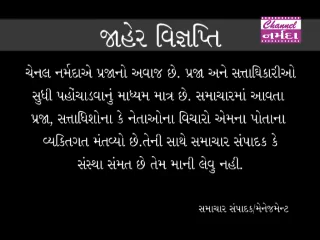 જાહેર વિજ્ઞપ્તિ
Channel
નર્મદા
ચેનલ નર્મદાએ પ્રજાનો અવાજ છે. પ્રજા અને સત્તાધિકારીઓ
સુધી પહોંચાડવાનું માધ્યમ માત્ર છે. સમાચારમાં આવતા
પ્રજા, સત્તાધિશોના કે નેતાઓના વિચારો એમના પોતાના
વ્યકિતગત મંતવ્યો છે.તેની સાથે સમાચાર સંપાદક કે
સંસ્થા સંમત છે તેમ માની લેવુ નહી.
સમાચાર સંપાદક/મેનેજમેન્ટ